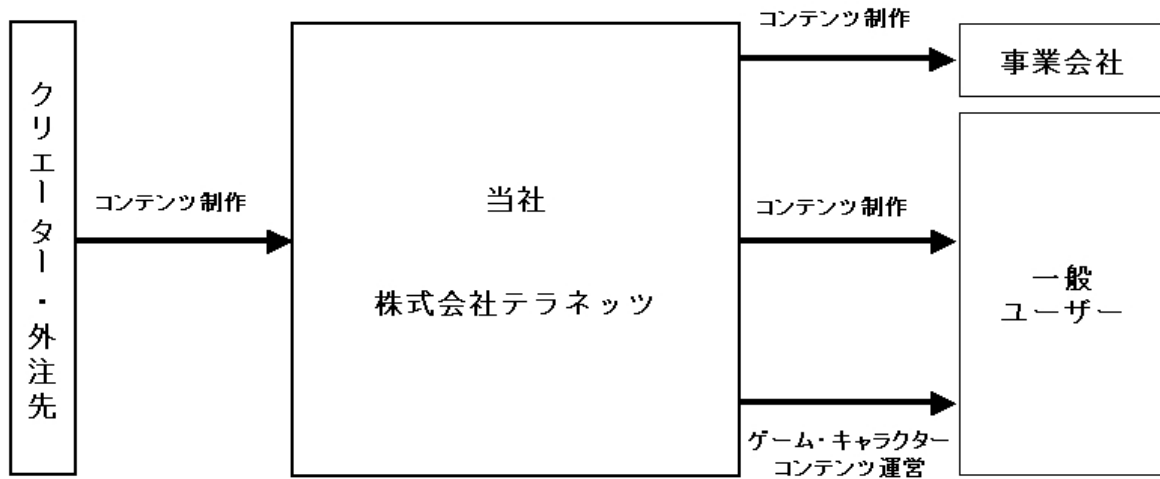 クリエーター・外注先
コンテンツ制作
当社
株式会社テラネッツ
コンテンツ制作
事業会社
コンテンツ制作
一般
ユーザー
ゲーム・キャラクター
コンテンツ運営